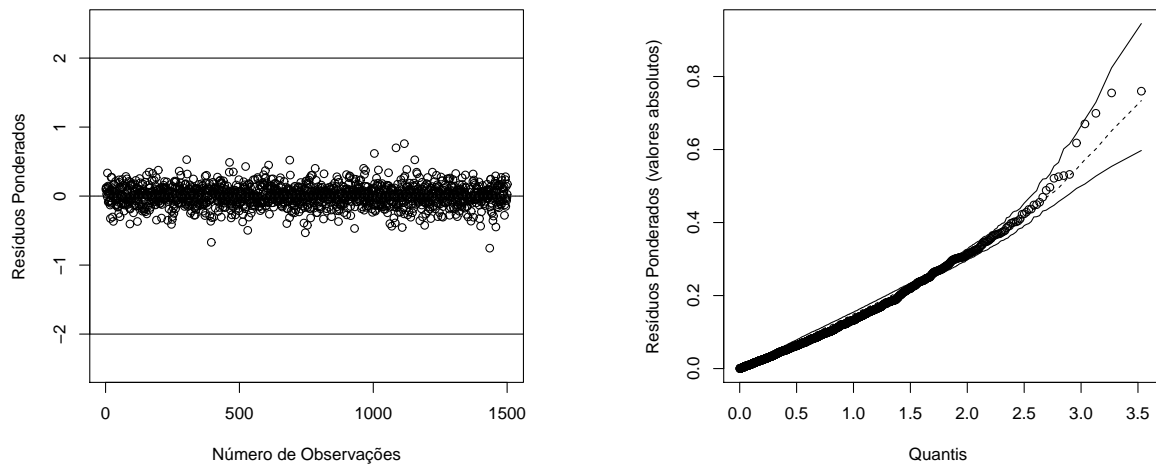 Resíduos Ponderados
2
1
0
−1
−2
0 500 1000 1500
Número de Observações
Resíduos Ponderados (valores absolutos)
0.8
0.6
0.4
0.2
0.0
0.0 0.5 1.0 1.5 2.0 2.5 3.0 3.5
Quantis